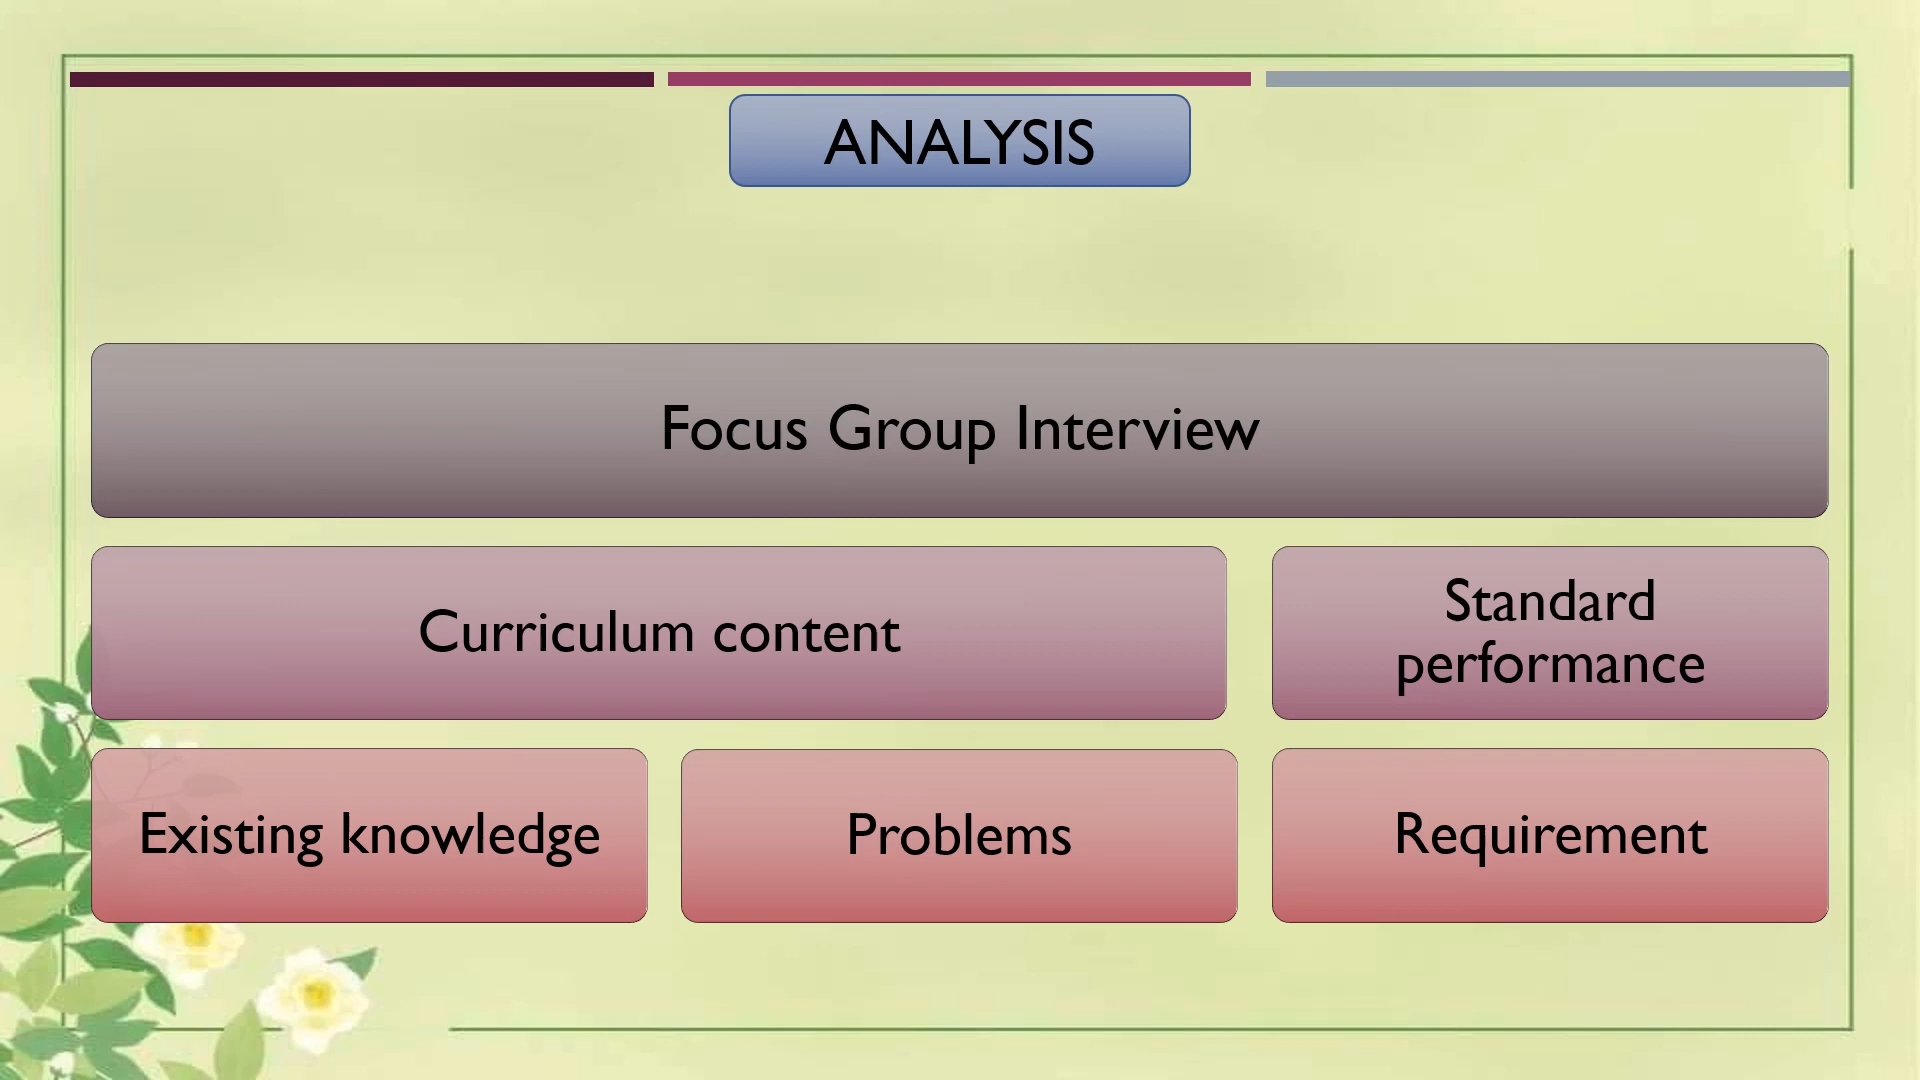 ANALYSIS
Focus Group Interview
Curriculum content
Standard
performance
Existing knowledge
Problems
Requirement